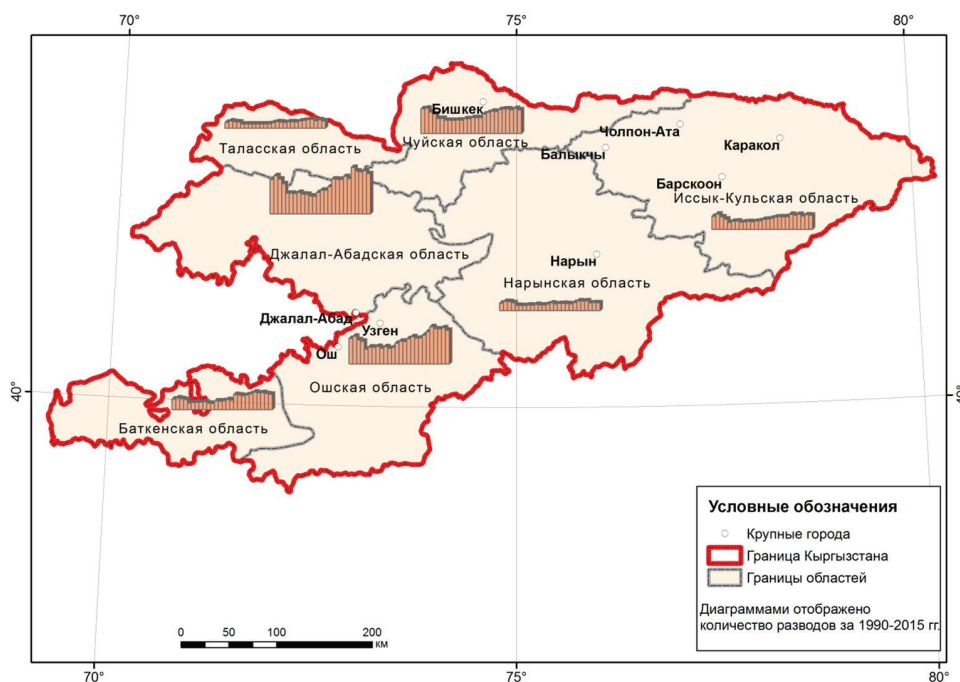 70°
75°
80°
Бишкек
Чолпон-Ата
Таласская область
Чуйская область
Балыкчы
Каракол
Барскоон
Иссык-Кульская область
Джалал-Абадская область
Нарын
Нарынская область
Джалал-Абад
Узген
Ош
Ошская область
40°
40°
Баткенская область
Условные обозначения
Крупные города
Граница Кыргызстана
Границы областей
Диаграммами отображено
количество разводов за 1990-2015 гг.
0 50 100 200
км
70°
75°
80°